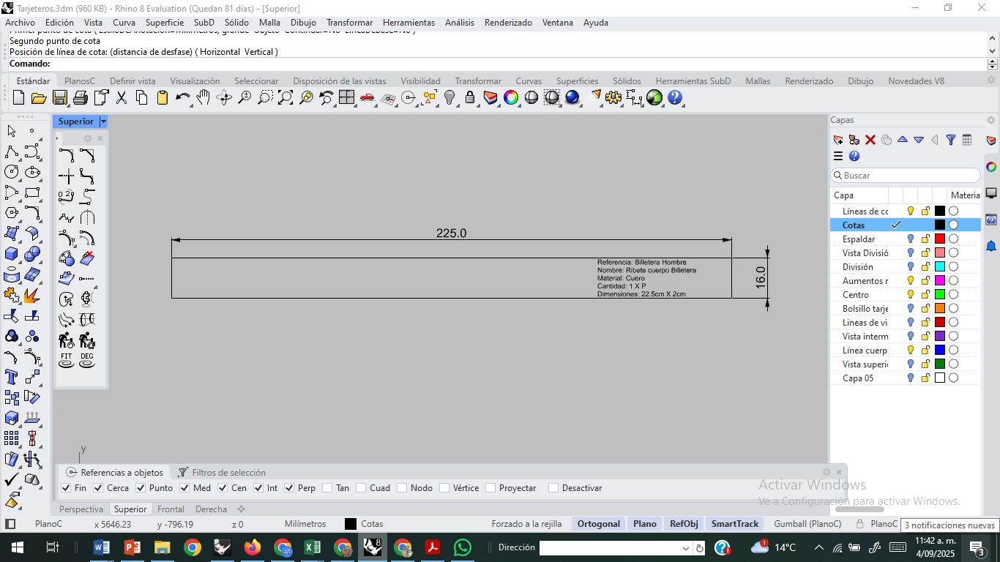 Tarjeteros.3dm (960 KB) - Rhino 8 Evaluation (Quedan 81 días) - [Superior]
Archivo Edición Vista Curva Superficie SubD Sólido Malla Dibujo Transformar Herramientas Análisis Renderizado Ventana Ayuda
Segundo punto de cota
Posición de línea de cota: (distancia de desfase) ( Horizontal Vertical )
Comando:
Estándar PlanosC Definir vista Visualización Seleccionar Disposición de las vistas Visibilidad Transformar Curvas Superficies Sólidos Herramientas SubD Mallas Renderizado Dibujo Novedades V8
Superior
Capas
Buscar
Capa Materia
Líneas de cc
Cotas
Espaldar
Vista Divisió
División
Aumentos r
Centro
Bolsillo tarje
Lineas de vi
Vista interm
Línea cuerp
Vista superi
Capa 05
FIT DEG
225.0
16.0
Referencia: Billetera Hombre
Nombre: Ribete cuerpo Billetera
Material: Cuero
Cantidad: 1 X P
Dimensiones: 22.5cm X 2cm
y
Referencias a objetos Filtros de selección
Fin Cerca Punto Med Cen Int Perp Tan Cuad Nodo Vértice Proyectar Desactivar
Activar Windows
Ve a Configuración para activar Windows.
Perspectiva Superior Frontal Derecha
PlanoC x 5646.23 y -796.19 z 0 Milímetros Cotas Forzado a la rejilla Ortogonal Plano RefObj SmartTrack Gumball (PlanoC) PlanoC
3 notificaciones nuevas
Dirección 14°C 11:42 a. m.
4/09/2025
3